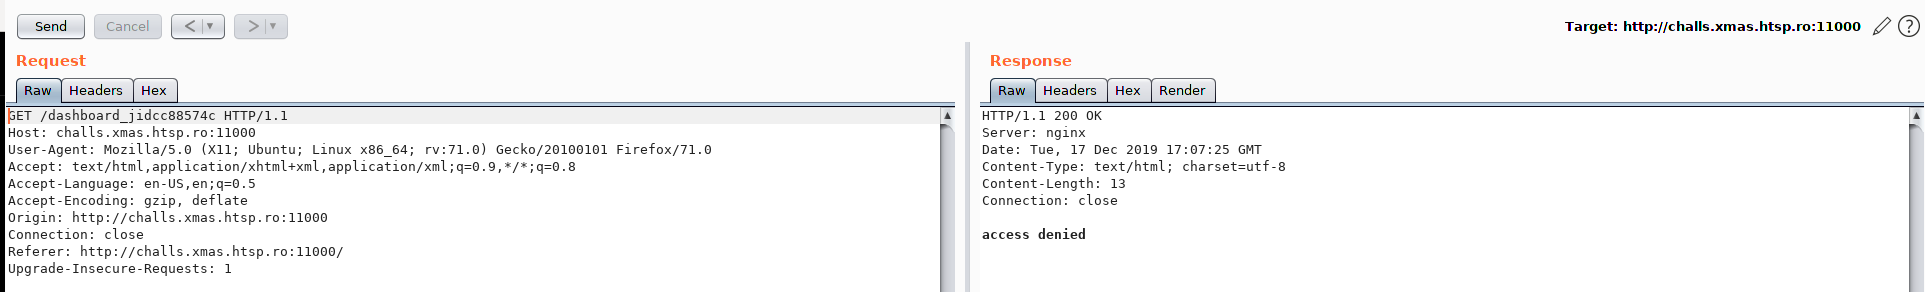 Send Cancel < ▼ > ▼ Target: http://challs.xmas.htsp.ro:11000 ?
Request
Raw Headers Hex
GET /dashboard_jidcc88574c HTTP/1.1
Host: challs.xmas.htsp.ro:11000
User-Agent: Mozilla/5.0 (X11; Ubuntu; Linux x86_64; rv:71.0) Gecko/20100101 Firefox/71.0
Accept: text/html,application/xhtml+xml,application/xml;q=0.9,*/*;q=0.8
Accept-Language: en-US,en;q=0.5
Accept-Encoding: gzip, deflate
Origin: http://challs.xmas.htsp.ro:11000
Connection: close
Referer: http://challs.xmas.htsp.ro:11000/
Upgrade-Insecure-Requests: 1
Response
Raw Headers Hex Render
HTTP/1.1 200 OK
Server: nginx
Date: Tue, 17 Dec 2019 17:07:25 GMT
Content-Type: text/html; charset=utf-8
Content-Length: 13
Connection: close
access denied